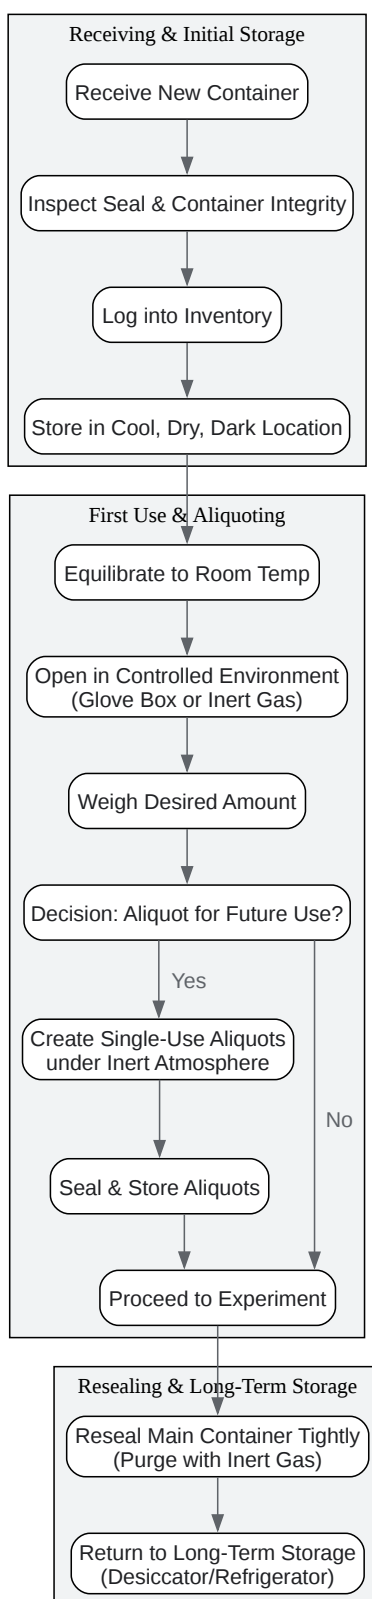 Receiving & Initial Storage
Receive New Container
Inspect Seal & Container Integrity
Log into Inventory
Store in Cool, Dry, Dark Location
First Use & Aliquoting
Equilibrate to Room Temp
Open in Controlled Environment
(Glove Box or Inert Gas)
Weigh Desired Amount
Decision: Aliquot for Future Use?
Yes
Create Single-Use Aliquots
under Inert Atmosphere
No
Seal & Store Aliquots
Proceed to Experiment
Resealing & Long-Term Storage
Reseal Main Container Tightly
(Purge with Inert Gas)
Return to Long-Term Storage
(Desiccator/Refrigerator)